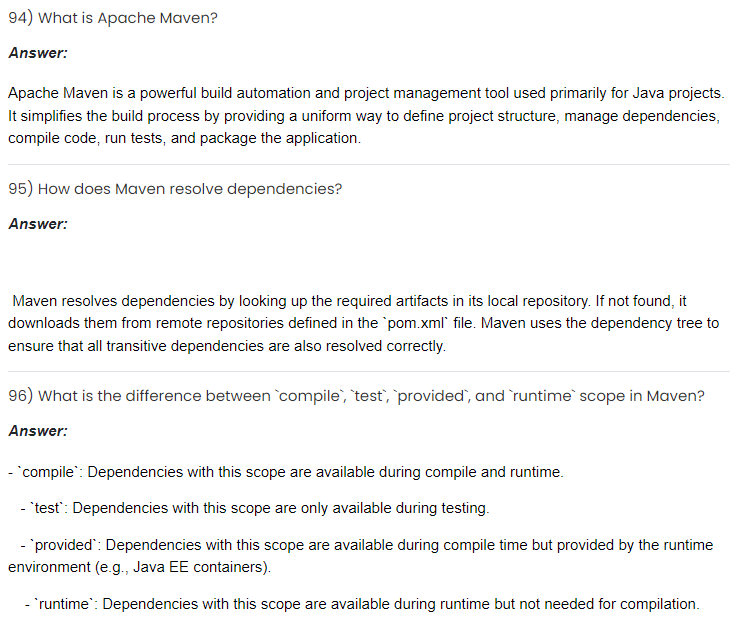 94) What is Apache Maven?
Answer:
Apache Maven is a powerful build automation and project management tool used primarily for Java projects.
It simplifies the build process by providing a uniform way to define project structure, manage dependencies,
compile code, run tests, and package the application.
95) How does Maven resolve dependencies?
Answer:
Maven resolves dependencies by looking up the required artifacts in its local repository. If not found, it
downloads them from remote repositories defined in the `pom.xml` file. Maven uses the dependency tree to
ensure that all transitive dependencies are also resolved correctly.
96) What is the difference between `compile`, `test`, `provided`, and `runtime` scope in Maven?
Answer:
- `compile`: Dependencies with this scope are available during compile and runtime.
- `test`: Dependencies with this scope are only available during testing.
- `provided`: Dependencies with this scope are available during compile time but provided by the runtime
environment (e.g., Java EE containers).
- `runtime`: Dependencies with this scope are available during runtime but not needed for compilation.